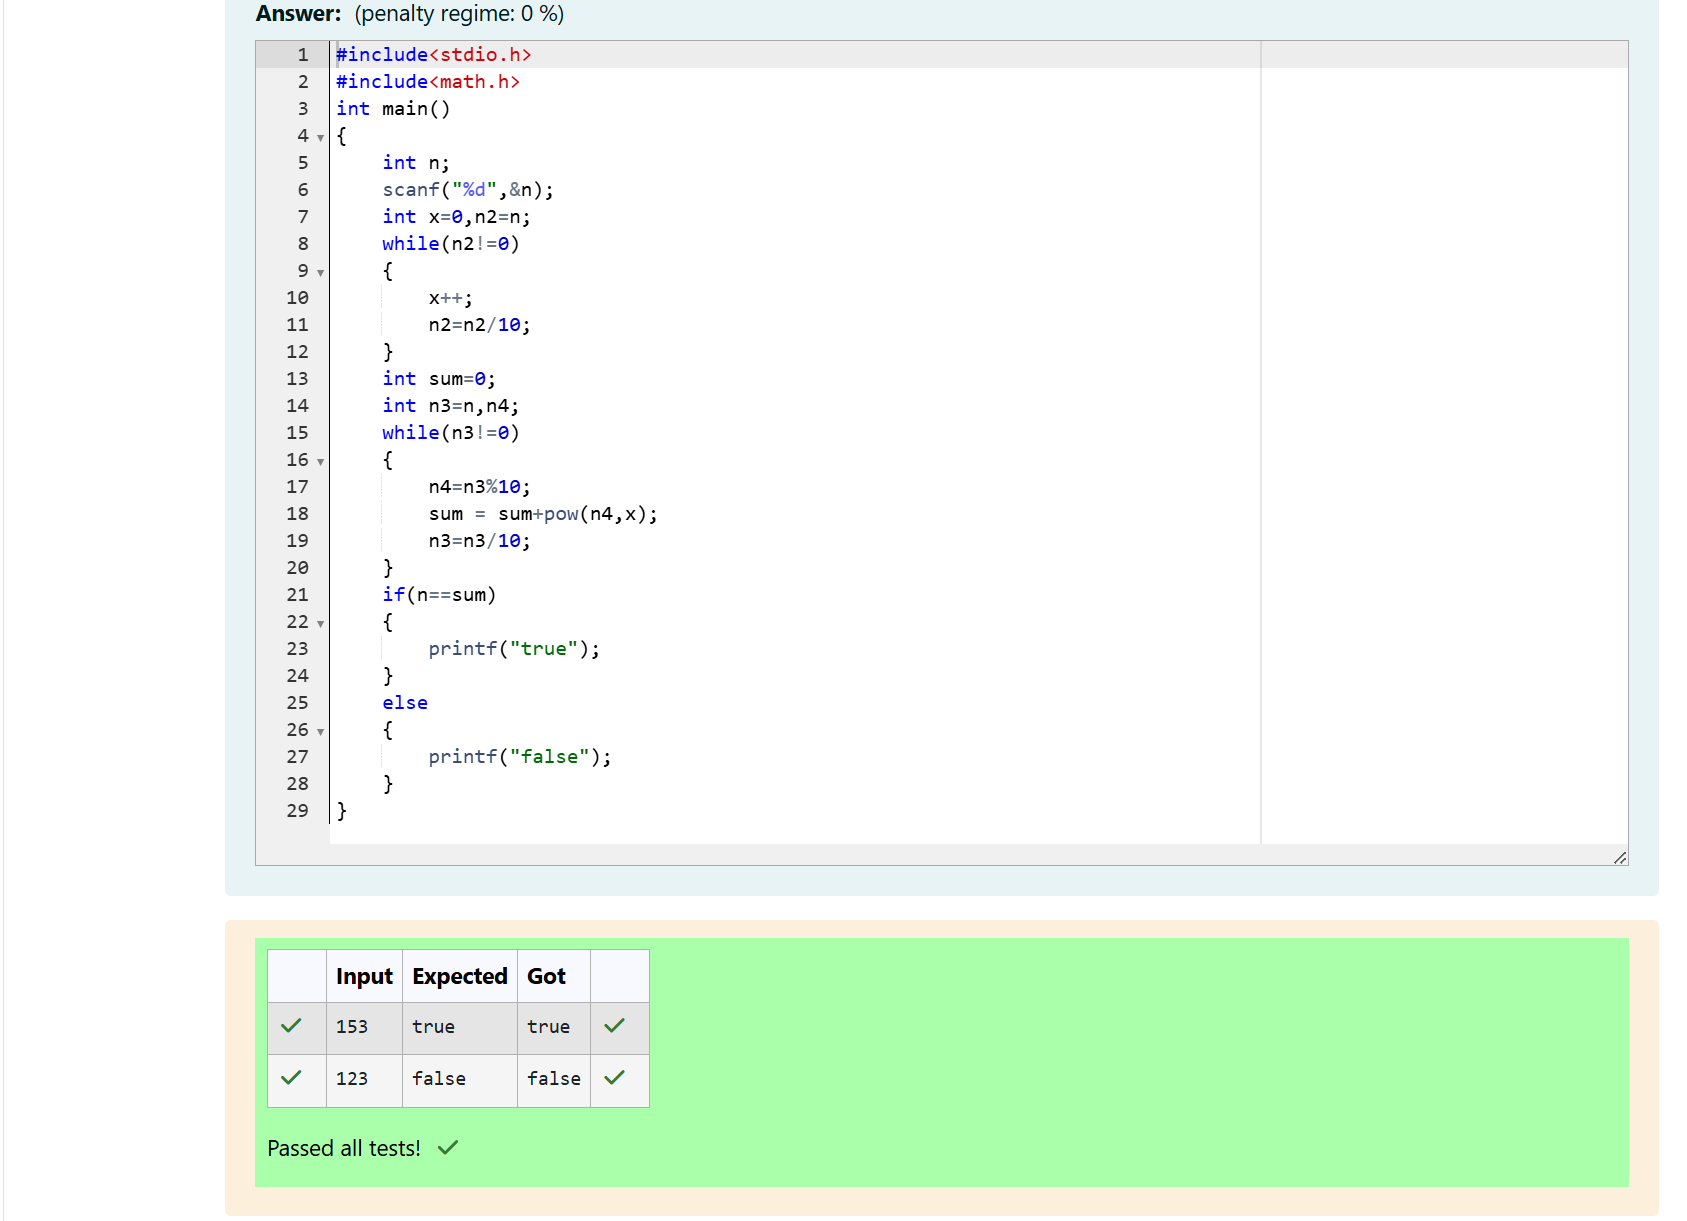 Answer: (penalty regime: 0 %)
1 #include<stdio.h>
2 #include<math.h>
3 int main()
4 {
5     int n;
6     scanf("%d",&n);
7     int x=0,n2=n;
8     while(n2!=0)
9     {
10         x++;
11         n2=n2/10;
12     }
13     int sum=0;
14     int n3=n,n4;
15     while(n3!=0)
16     {
17         n4=n3%10;
18         sum = sum+pow(n4,x);
19         n3=n3/10;
20     }
21     if(n==sum)
22     {
23         printf("true");
24     }
25     else
26     {
27         printf("false");
28     }
29 }
Input Expected Got
153 true true
123 false false
Passed all tests!